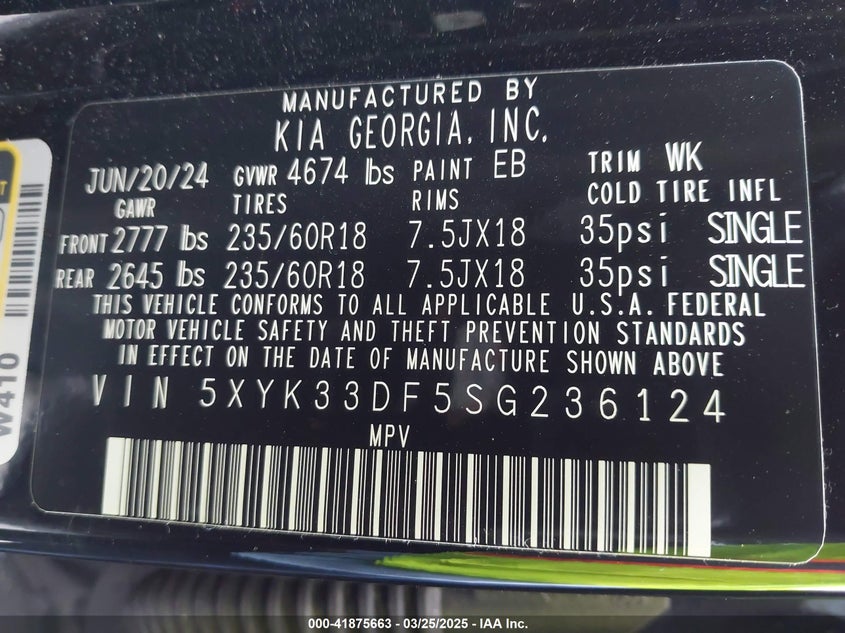 MANUFACTURED BY
KIA GEORGIA, INC.
JUN/20/24 GVWR 4674 lbs PAINT EB TRIM WK
GAWR TIRES RIMS COLD TIRE INFL
FRONT 2777 lbs 235/60R18 7.5JX18 35psi SINGLE
REAR 2645 lbs 235/60R18 7.5JX18 35psi SINGLE
THIS VEHICLE CONFORMS TO ALL APPLICABLE U.S.A. FEDERAL
MOTOR VEHICLE SAFETY AND THEFT PREVENTION STANDARDS
IN EFFECT ON THE DATE OF MANUFACTURE SHOWN ABOVE
VIN 5XYK33DF5SG236124
MPV
W410
000-41875663 - 03/25/2025 - IAA Inc.